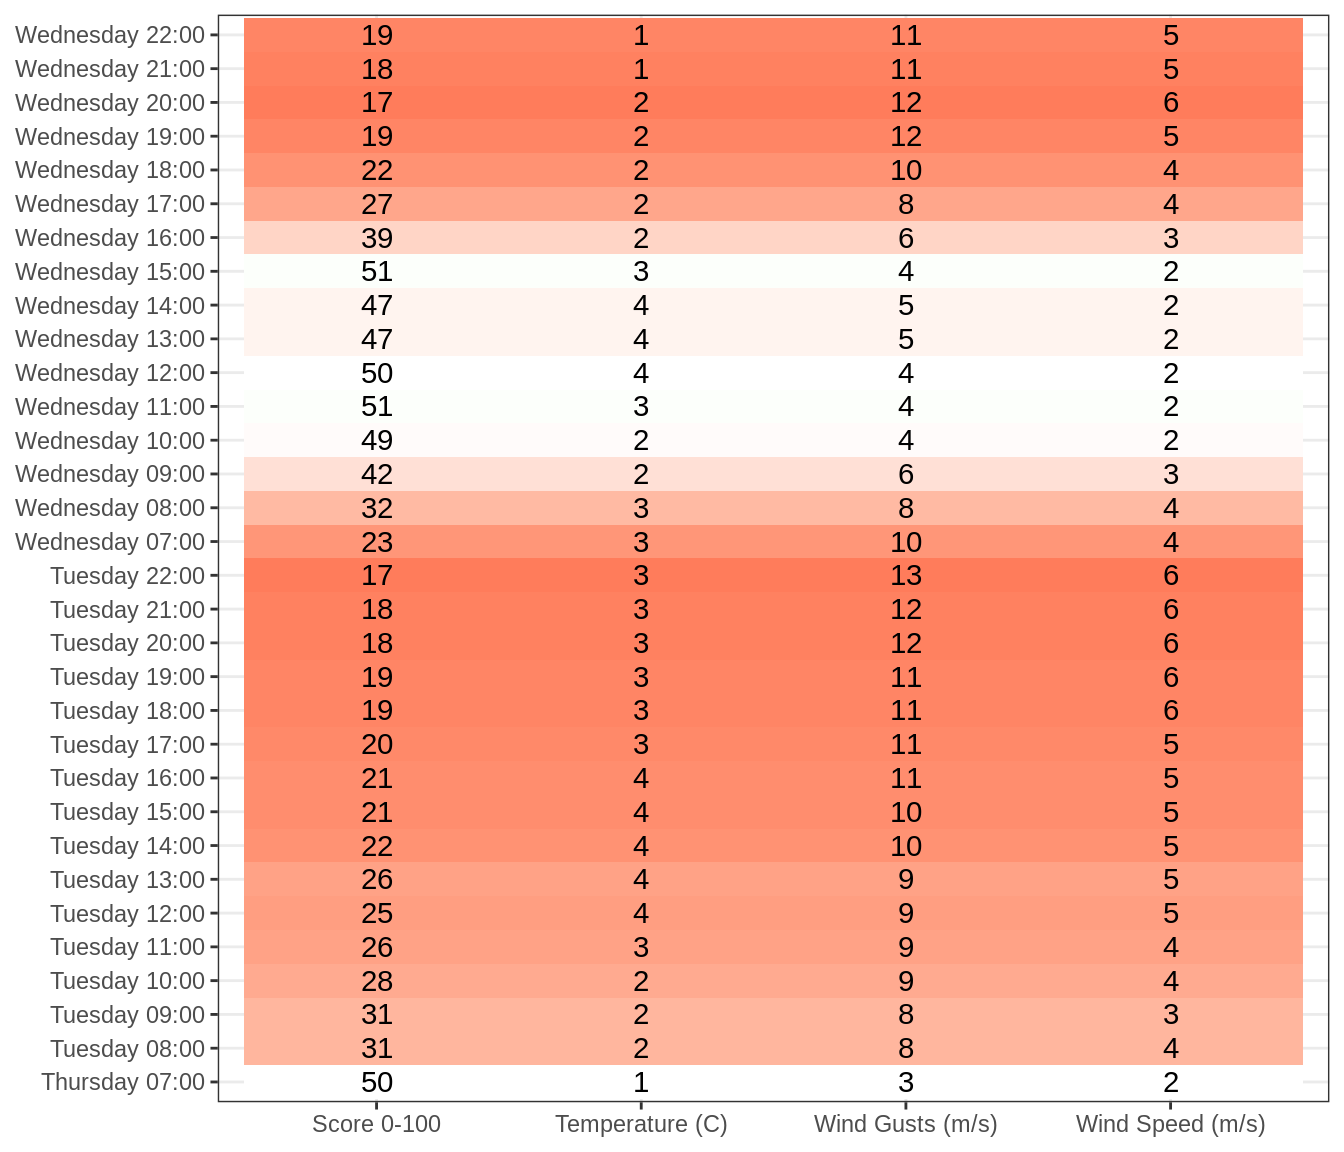 Wednesday 22:00 19 1 11 5
Wednesday 21:00 18 1 11 5
Wednesday 20:00 17 2 12 6
Wednesday 19:00 19 2 12 5
Wednesday 18:00 22 2 10 4
Wednesday 17:00 27 2 8 4
Wednesday 16:00 39 2 6 3
Wednesday 15:00 51 3 4 2
Wednesday 14:00 47 4 5 2
Wednesday 13:00 47 4 5 2
Wednesday 12:00 50 4 4 2
Wednesday 11:00 51 3 4 2
Wednesday 10:00 49 2 4 2
Wednesday 09:00 42 2 6 3
Wednesday 08:00 32 3 8 4
Wednesday 07:00 23 3 10 4
Tuesday 22:00 17 3 13 6
Tuesday 21:00 18 3 12 6
Tuesday 20:00 18 3 12 6
Tuesday 19:00 19 3 11 6
Tuesday 18:00 19 3 11 6
Tuesday 17:00 20 3 11 5
Tuesday 16:00 21 4 11 5
Tuesday 15:00 21 4 10 5
Tuesday 14:00 22 4 10 5
Tuesday 13:00 26 4 9 5
Tuesday 12:00 25 4 9 5
Tuesday 11:00 26 3 9 4
Tuesday 10:00 28 2 9 4
Tuesday 09:00 31 2 8 3
Tuesday 08:00 31 2 8 4
Thursday 07:00 50 1 3 2
Score 0-100 Temperature (C) Wind Gusts (m/s) Wind Speed (m/s)